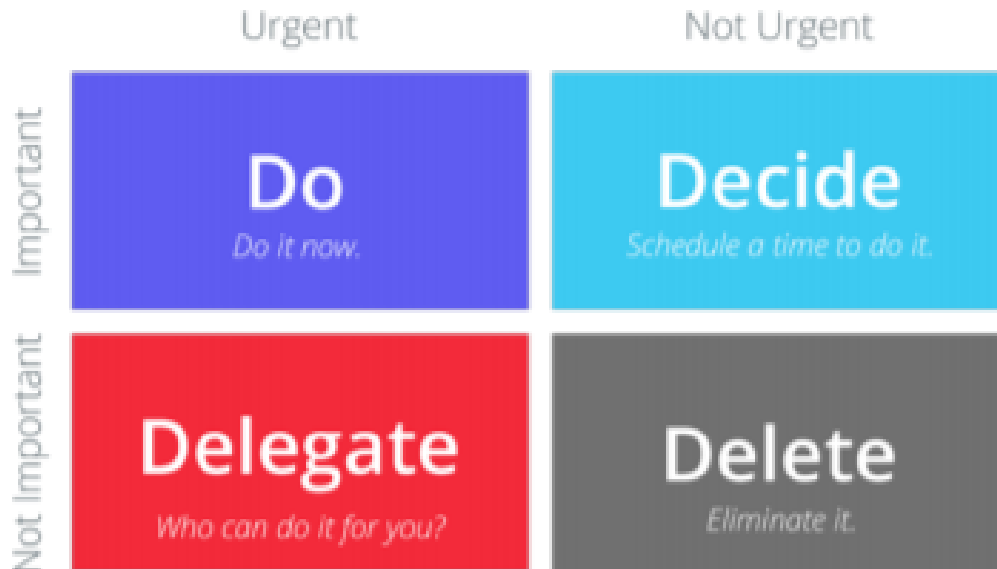 Urgent
Not Urgent
Important
Do
Do it now.
Decide
Schedule a time to do it.
Not Important
Delegate
Who can do it for you?
Delete
Eliminate it.